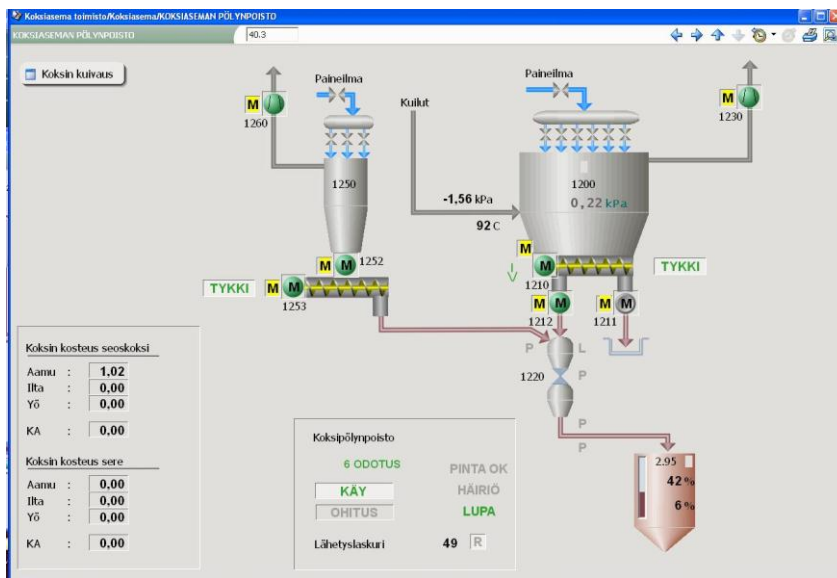 Koksiasema toimisto/Koksiasema/KOKSIASEMAN PÖLYNPOISTO
KOKSIASEMAN PÖLYNPOISTO
40.3
Koksin kuivaus
Paineilma
Paineilma
Kuilut
M
1260
M
1230
1250
1200
0,22 kPa
-1,56 kPa
92 C
M M 1252
M
TYKKI M M
1253
M
1210
TYKKI
M M
1212
M M
1211
P L
1220 P
P
P
Koksin kosteus seoskoksi
Aamu : 1,02
Ilta : 0,00
Yö : 0,00
KA : 0,00
Koksin kosteus sere
Aamu : 0,00
Ilta : 0,00
Yö : 0,00
KA : 0,00
Koksipölynpoisto
6 ODOTUS PINTA OK
KÄY HÄIRIÖ
OHITUS LUPA
Lähetyslaskuri 49 R
2.95
42 %
6 %